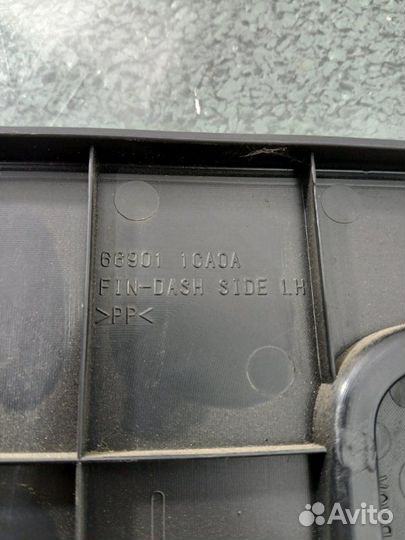 66901 1CA0A
FIN-DASH SIDE LH
>PP<
Avito